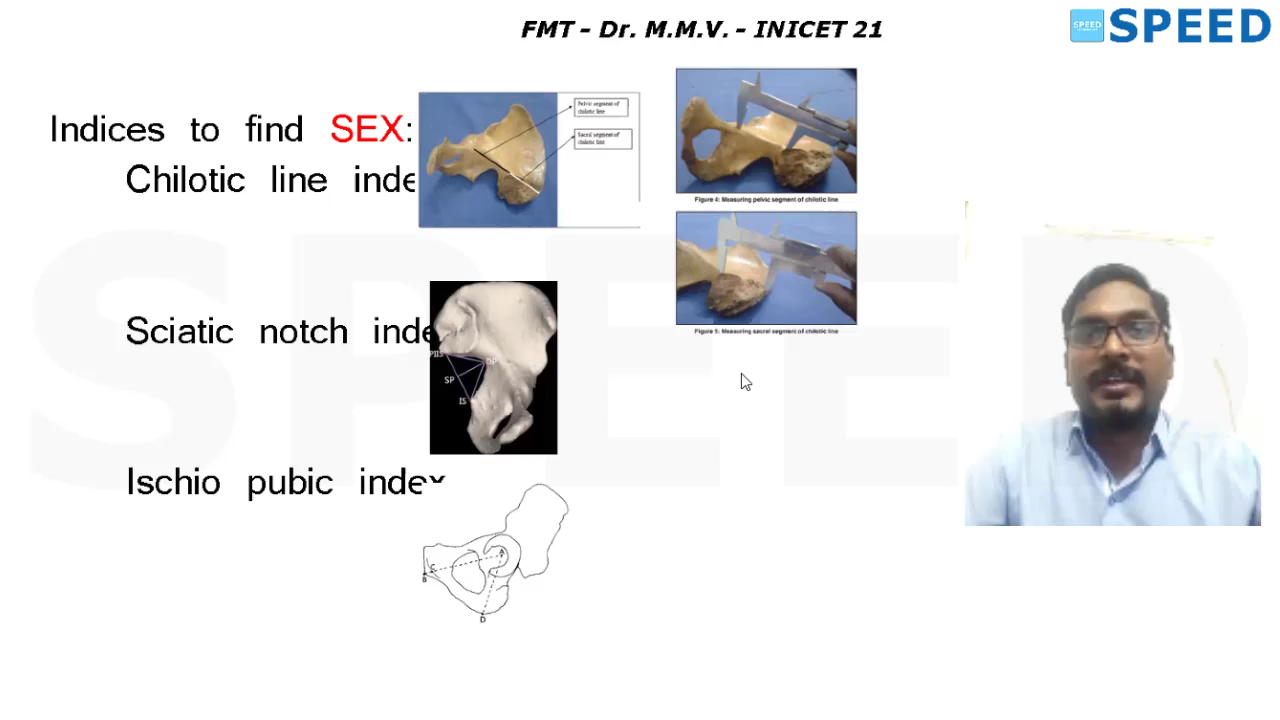 FMT - Dr. M.M.V. - INICET 21
SPEED
Indices to find SEX:
Chilotic line inde
Pelvic segment of
chilotic line
Sacral segment of
chilotic line
Figure 4: Measuring pelvic segment of chilotic line
Figure 5: Measuring sacral segment of chilotic line
Sciatic notch inde
PIIS
DP
SP
IS
Ischio pubic index
A
C
B
D
SPEED